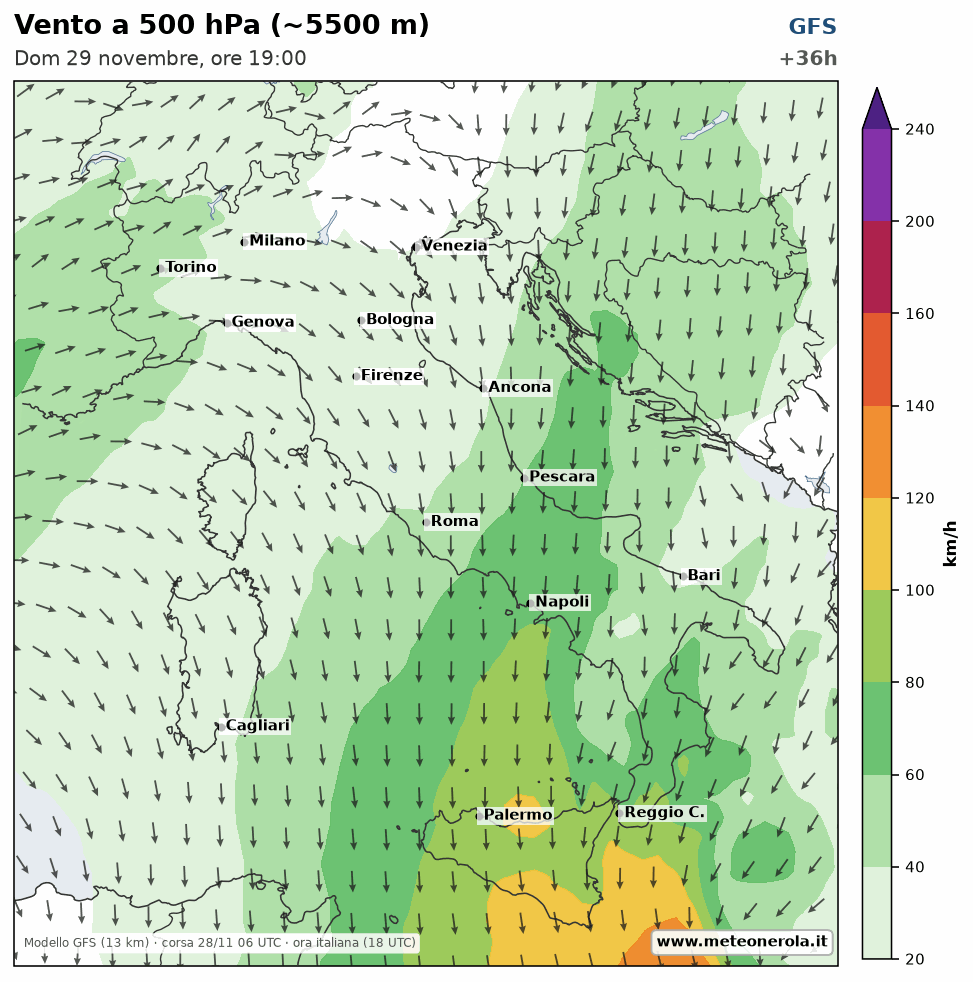 Vento a 500 hPa (~5500 m)
GFS
Dom 29 novembre, ore 19:00
+36h
240
200
160
140
120
100
80
60
40
20
km/h
Milano
Venezia
Torino
Genova
Bologna
Firenze
Ancona
Pescara
Roma
Bari
Napoli
Cagliari
Palermo
Reggio C.
Modello GFS (13 km) · corsa 28/11 06 UTC · ora italiana (18 UTC)
www.meteonerola.it